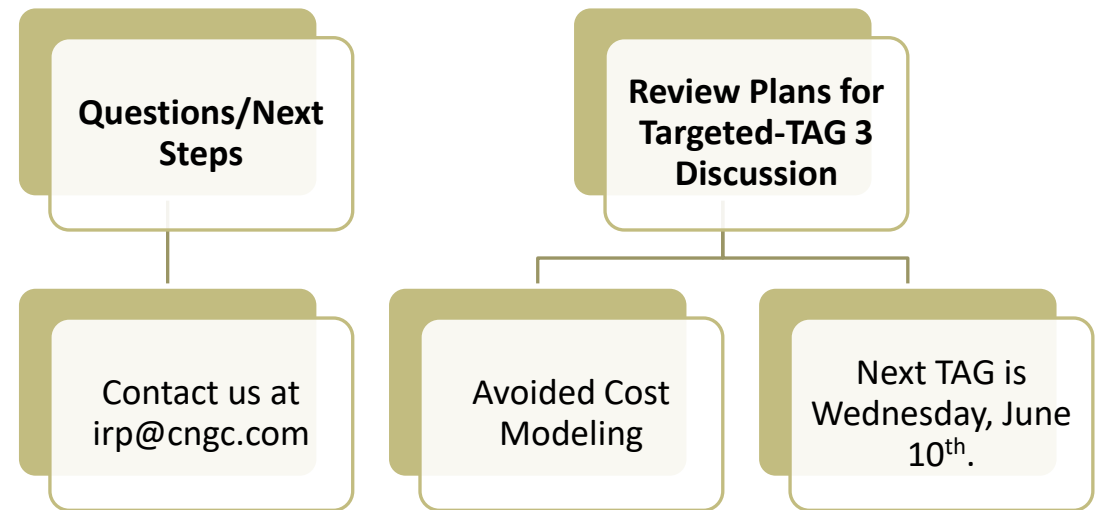 Questions/Next
Steps
Review Plans for
Targeted-TAG 3
Discussion
Contact us at
irp@cngc.com
Avoided Cost
Modeling
Next TAG is
Wednesday, June
10th.